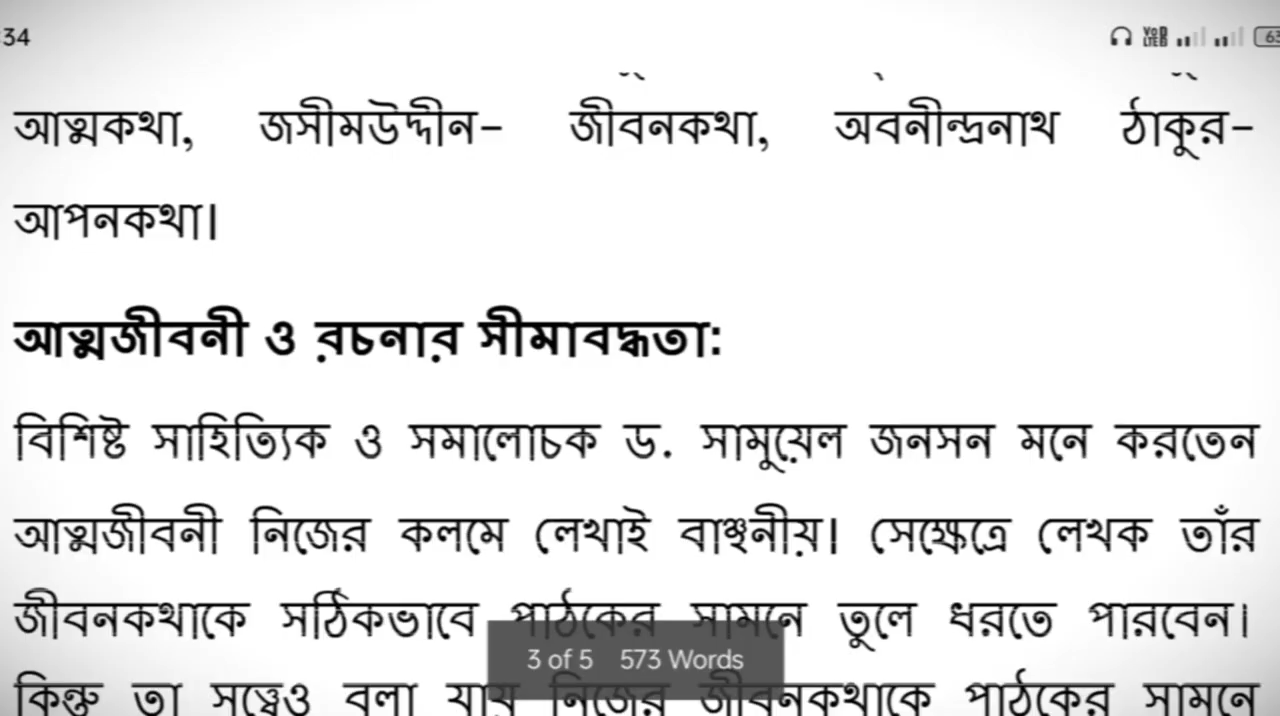 :34 63
আত্মকথা, জসীমউদ্দীন- জীবনকথা, অবনীন্দ্রনাথ ঠাকুর-
আপনকথা।
আত্মজীবনী ও রচনার সীমাবদ্ধতা:
বিশিষ্ট সাহিত্যিক ও সমালোচক ড. সামুয়েল জনসন মনে করতেন
আত্মজীবনী নিজের কলমে লেখাই বাঞ্ছনীয়। সেক্ষেত্রে লেখক তাঁর
জীবনকথাকে সঠিকভাবে পাঠকের সামনে তুলে ধরতে পারবেন।
3 of 5 573 Words
কিন্তু তা সত্ত্বেও বলা যায় নিজের জীবনকথাকে পাঠকের সামনে